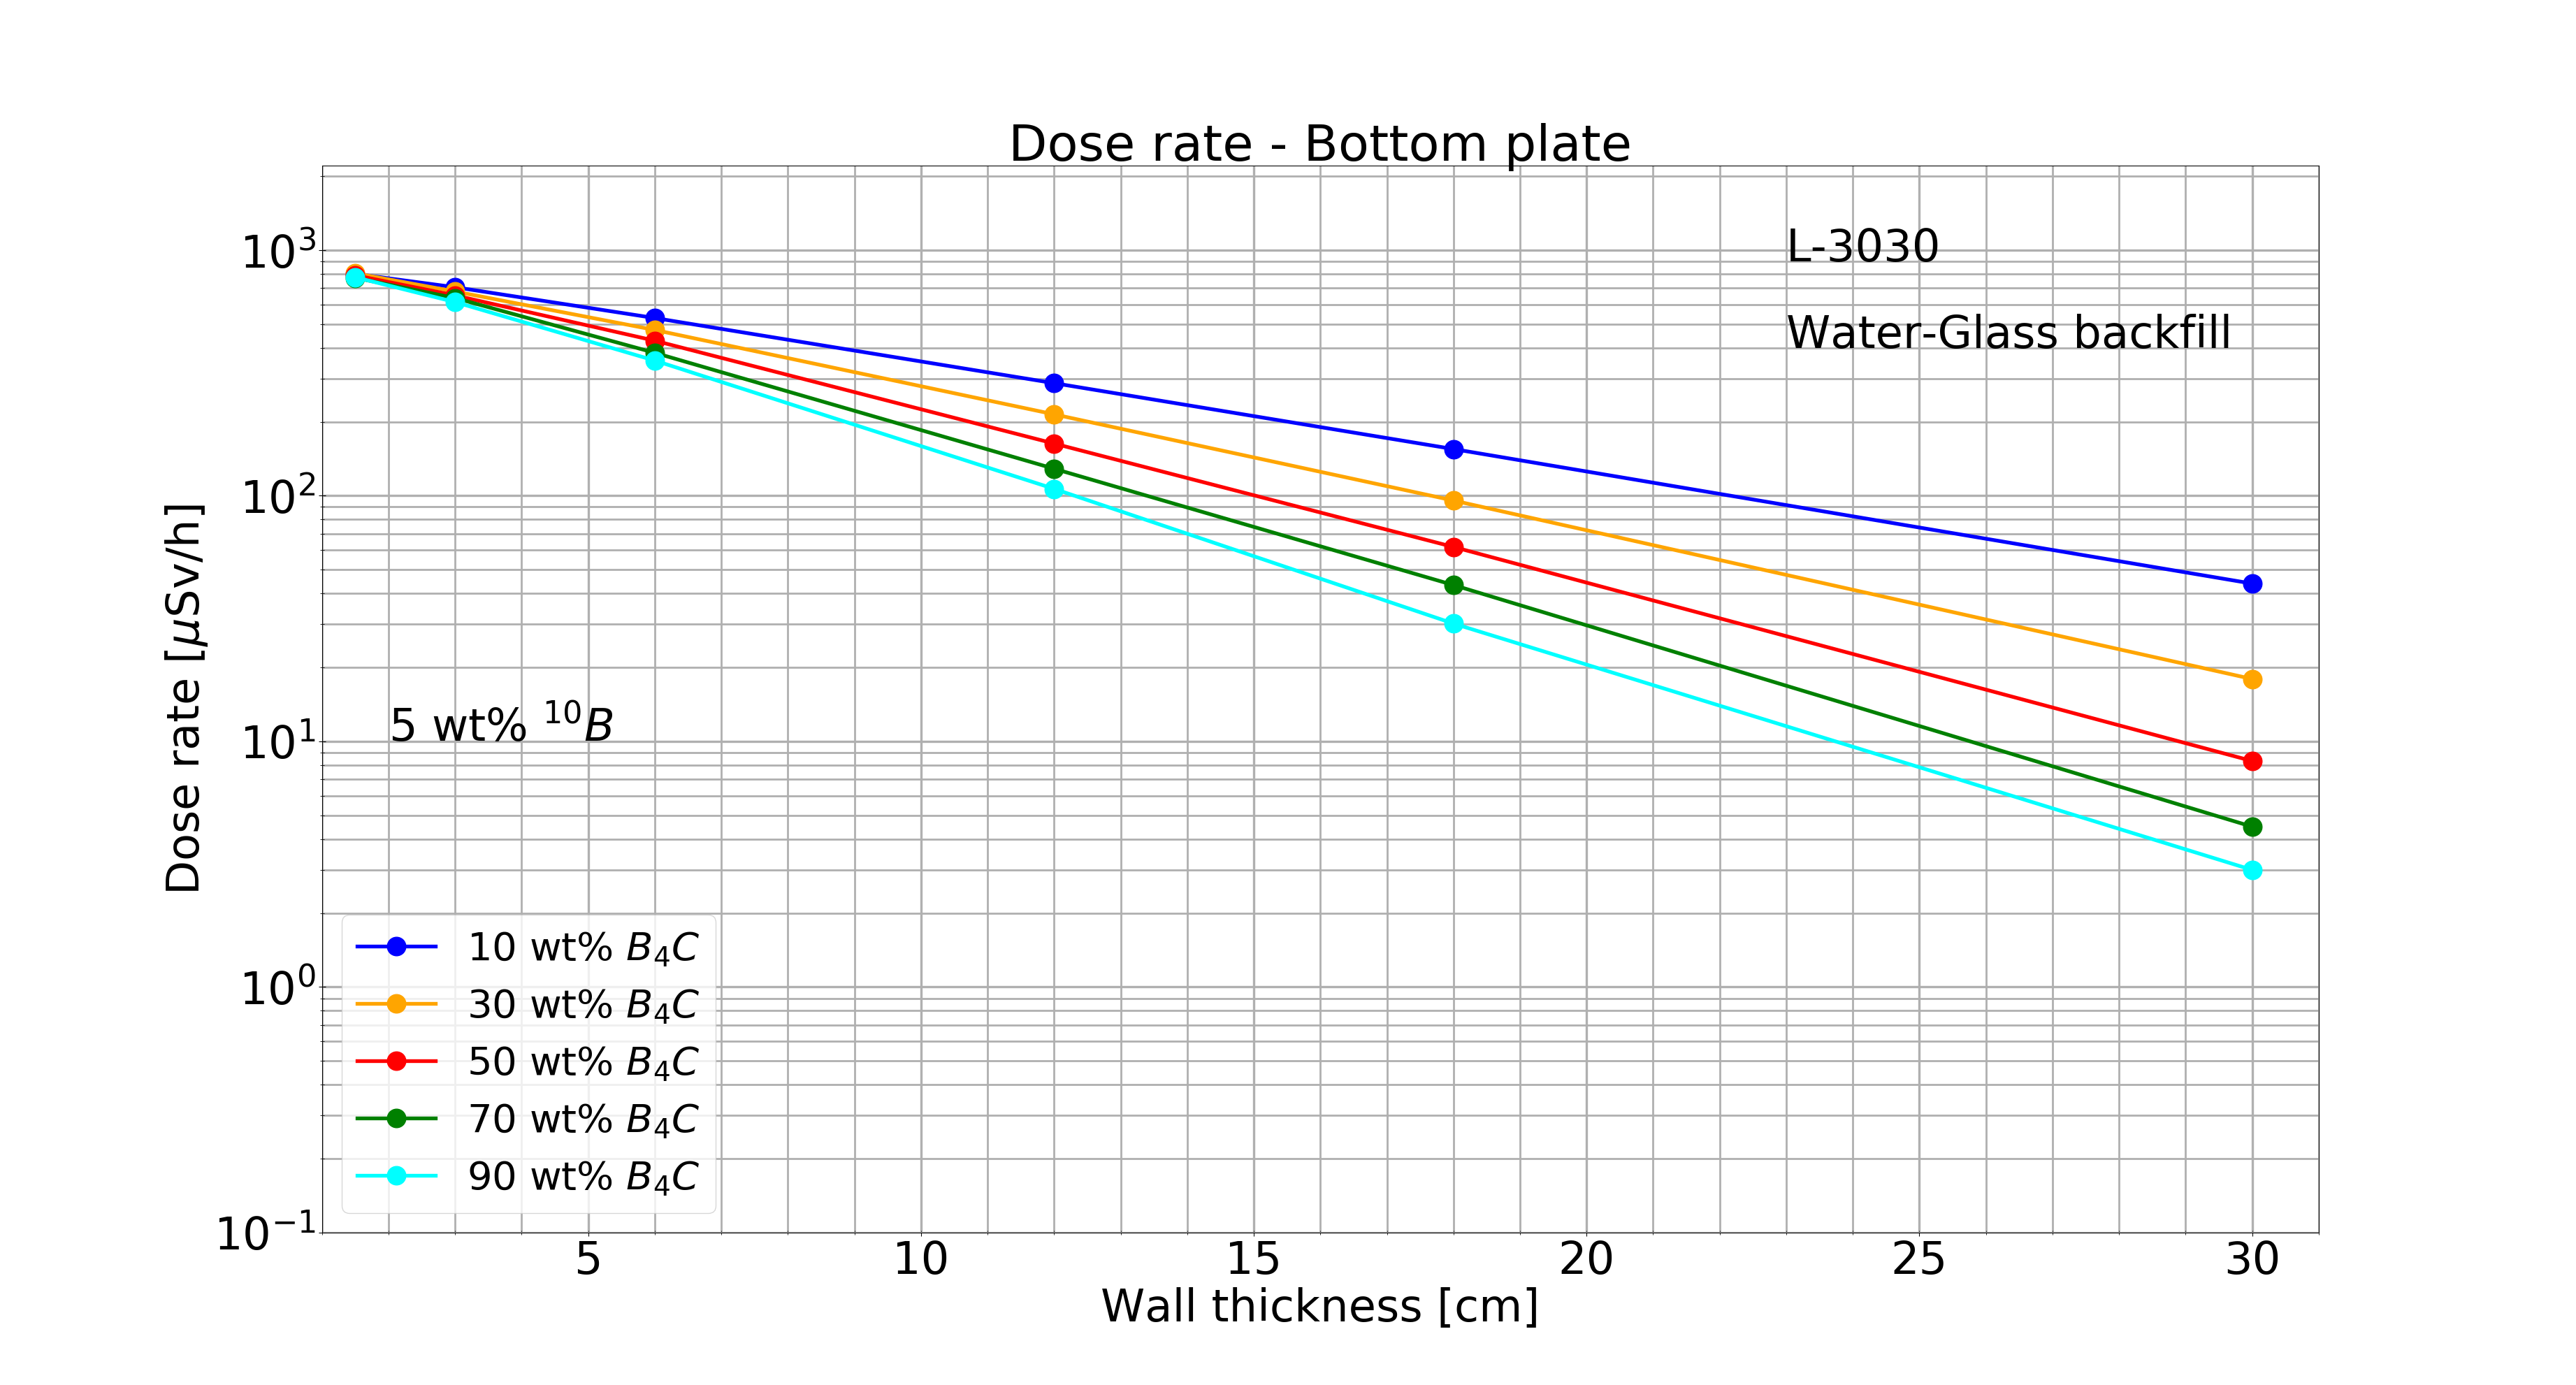 Dose rate - Bottom plate
L-3030
Water-Glass backfill
5 wt% ¹⁰B
Dose rate [μSv/h]
10³
10²
10¹
10⁰
10⁻¹
10 wt% B₄C
30 wt% B₄C
50 wt% B₄C
70 wt% B₄C
90 wt% B₄C
5 10 15 20 25 30
Wall thickness [cm]